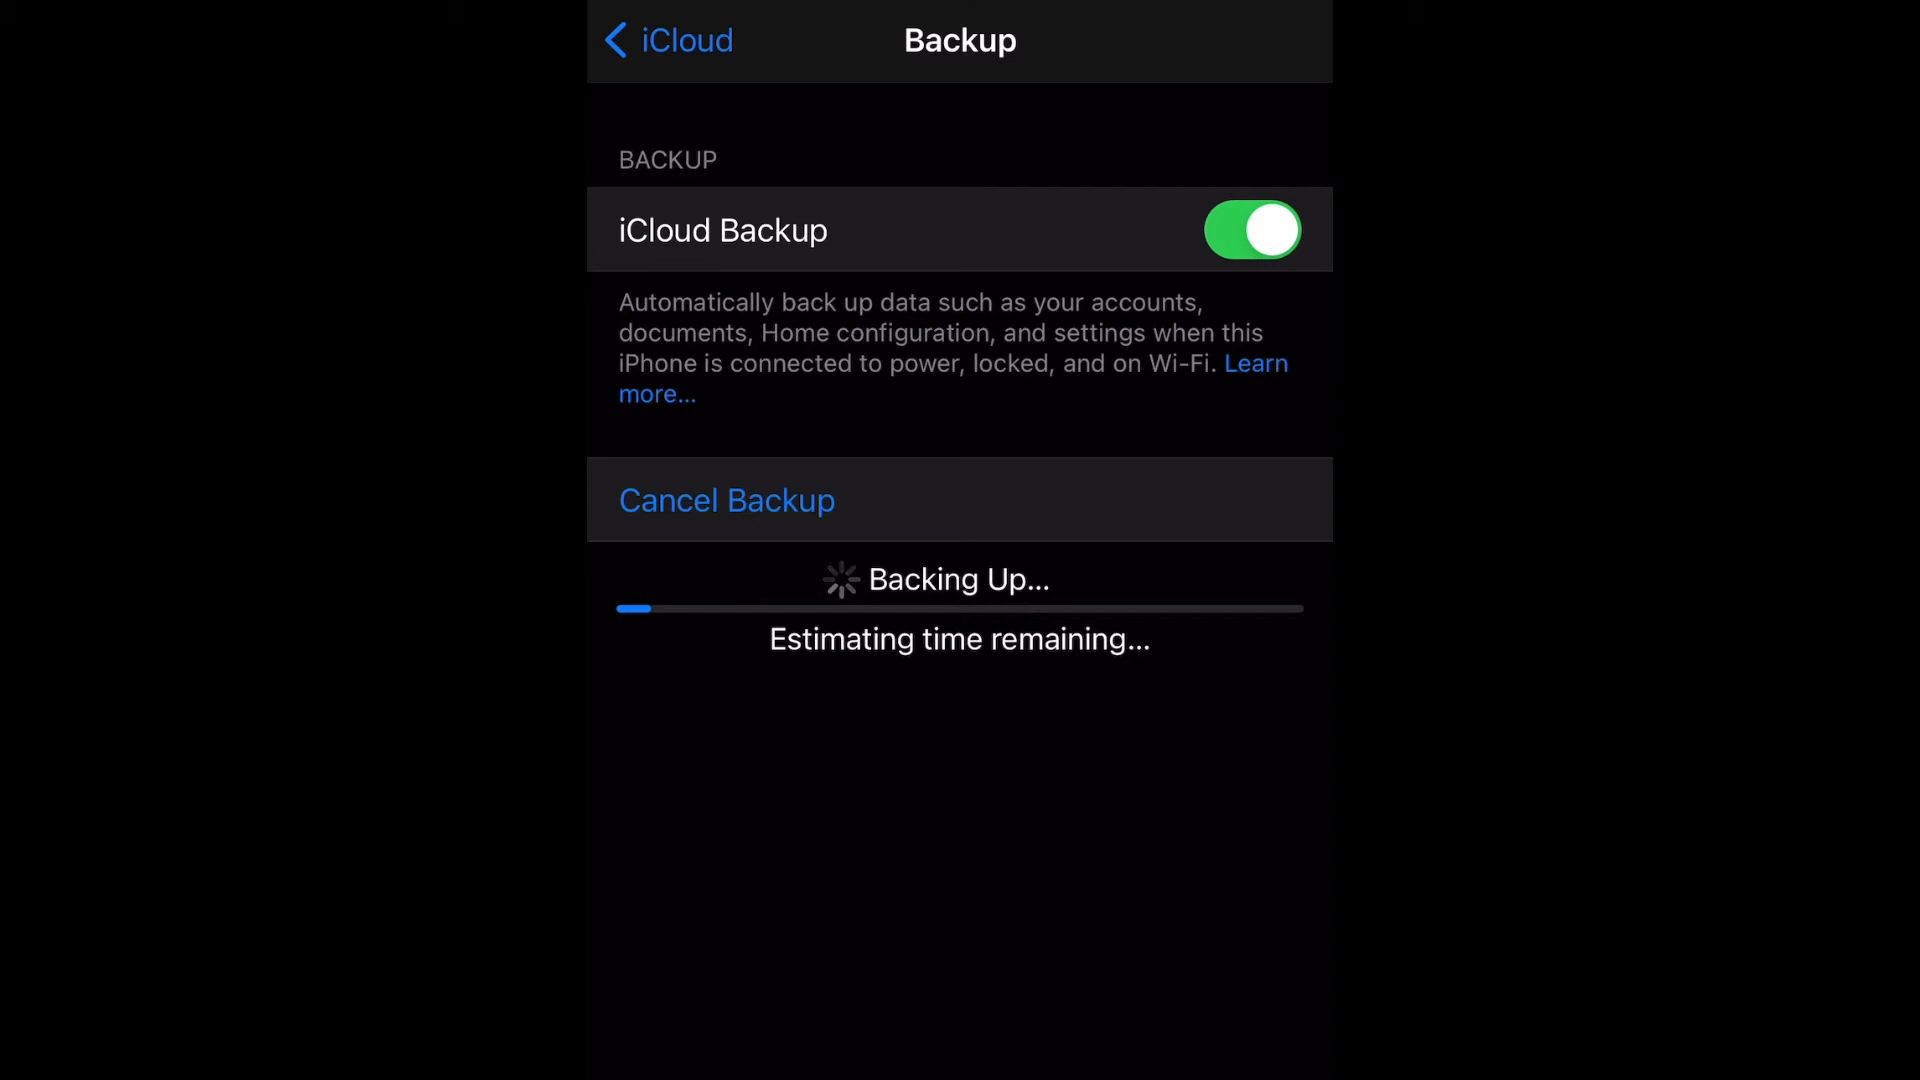 iCloud
Backup
BACKUP
iCloud Backup
Automatically back up data such as your accounts,
documents, Home configuration, and settings when this
iPhone is connected to power, locked, and on Wi-Fi. Learn
more...
Cancel Backup
Backing Up...
Estimating time remaining...